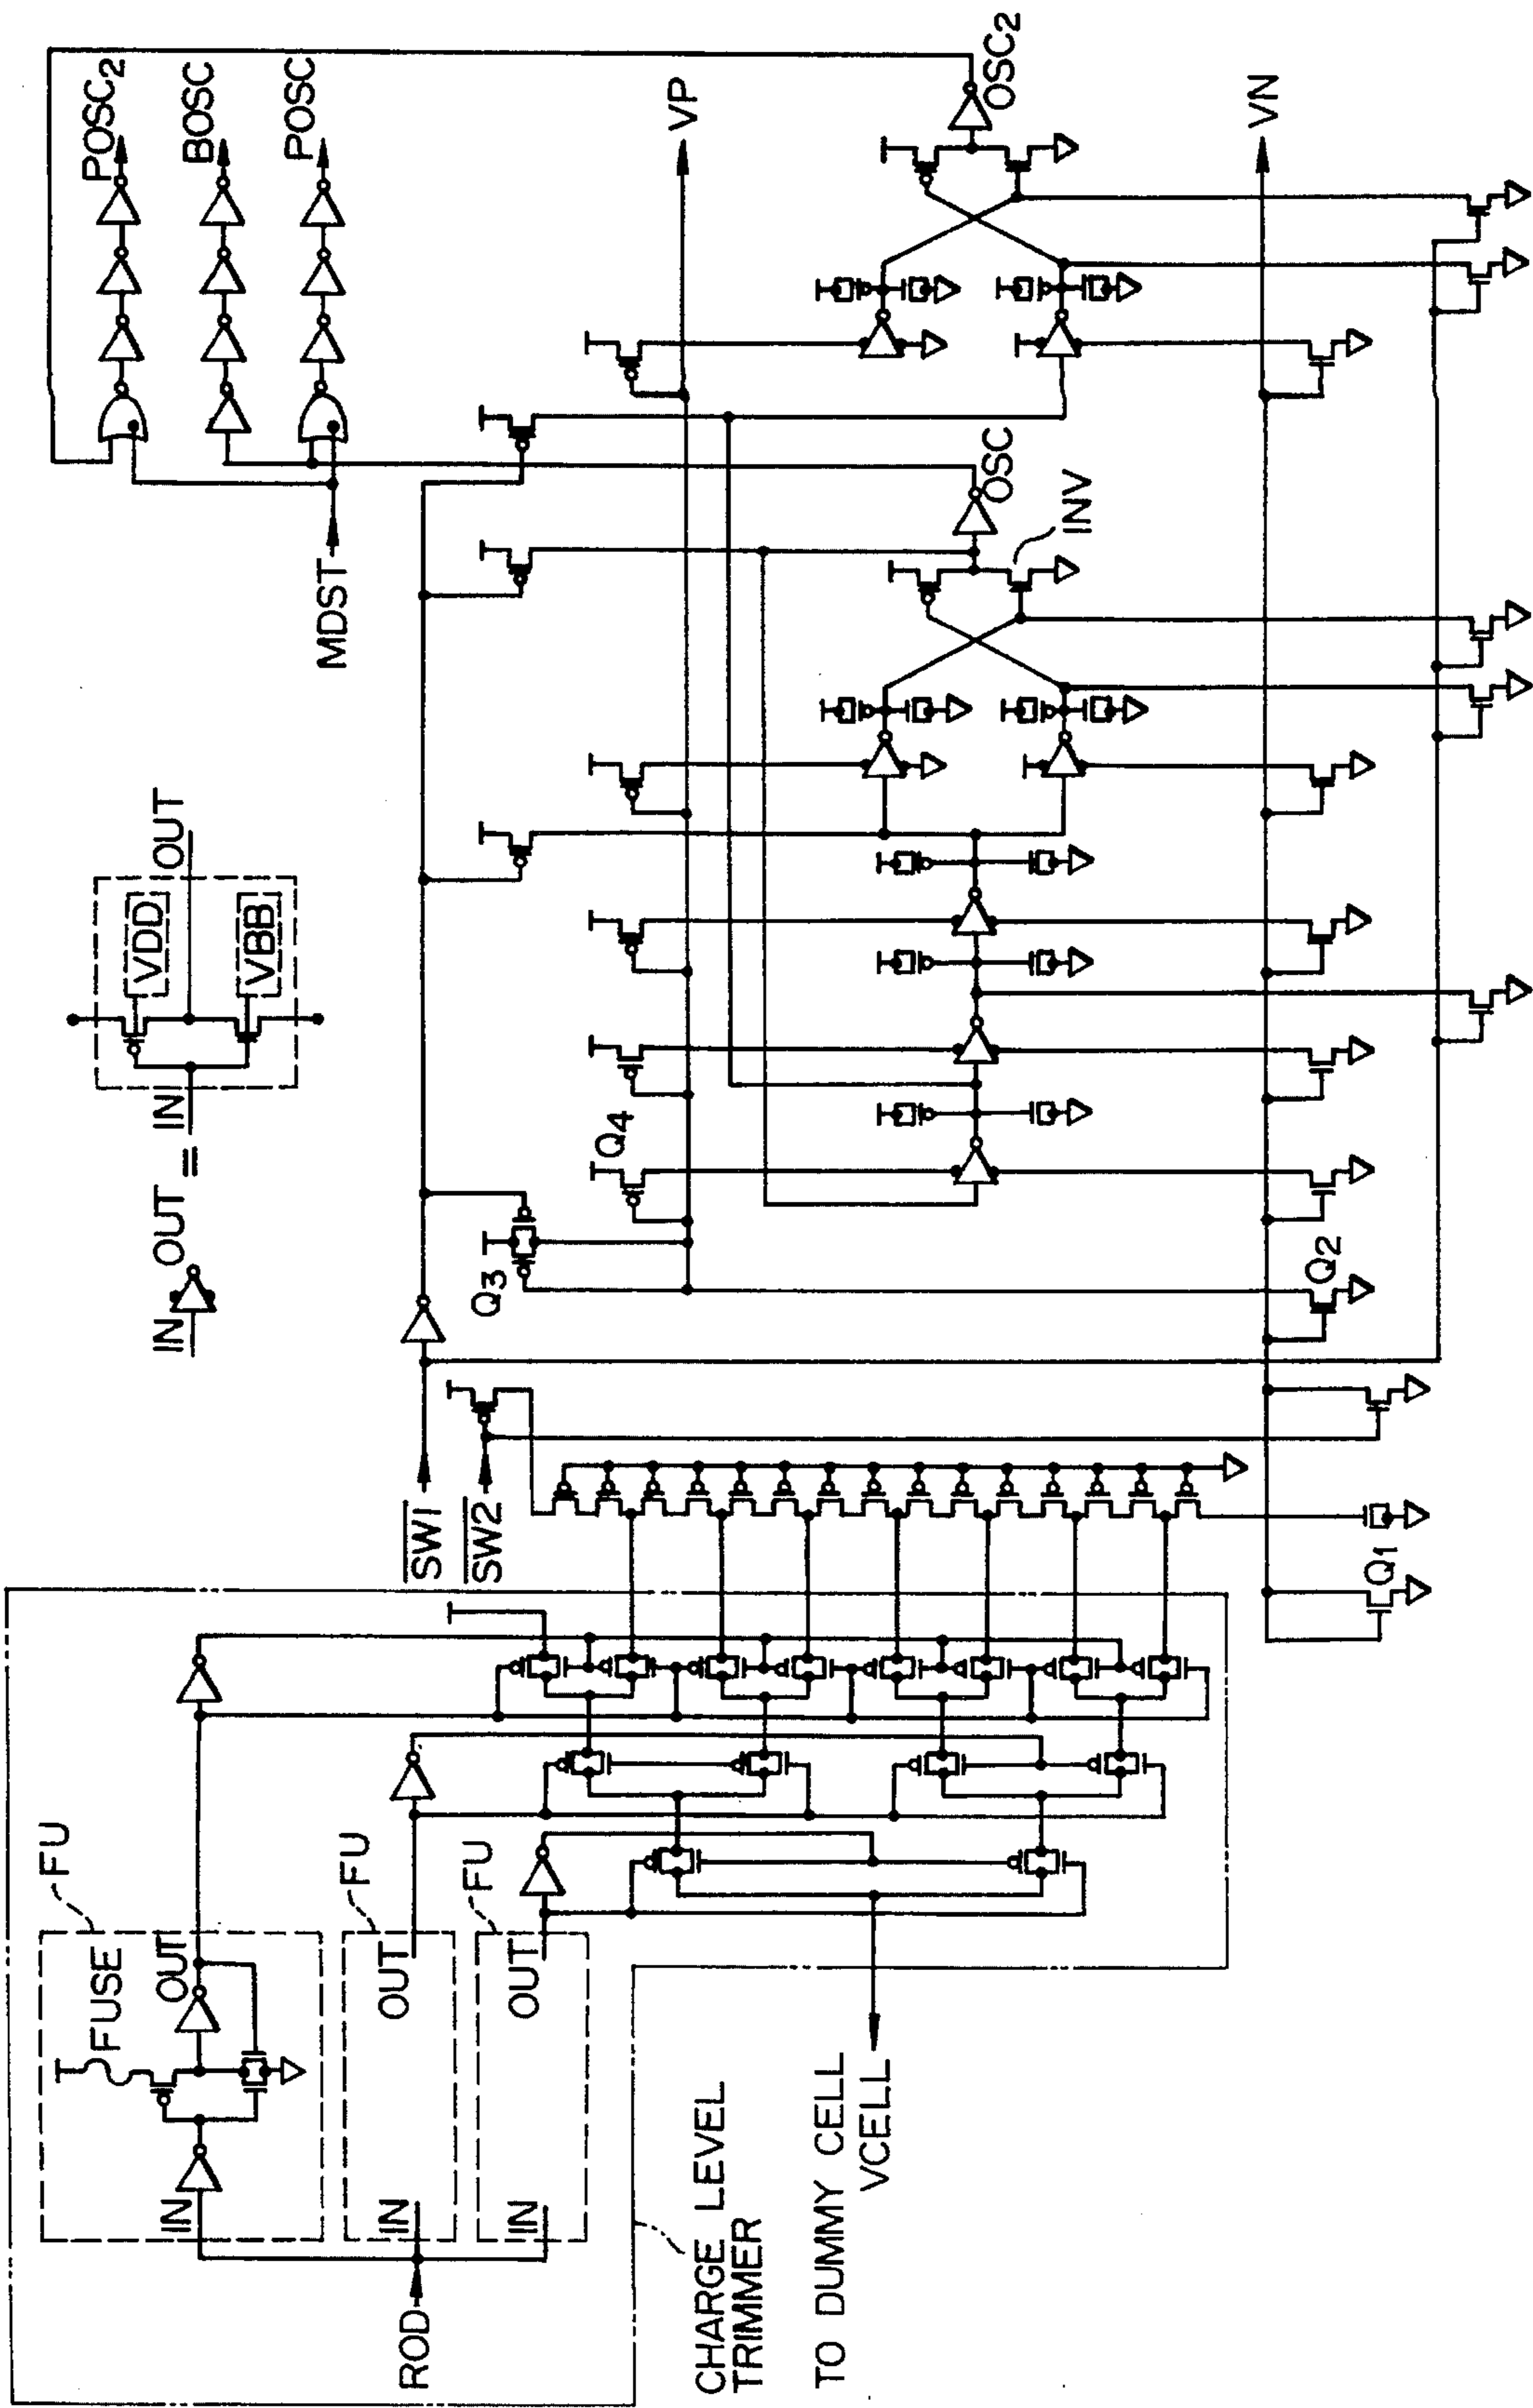 POSC2
BOSC
POSC
OSC2
VP
VN
MDST
OSC
INV
IN OUT = IN
OUT
VDD
VBB
Q4
Q3
Q2
Q1
SW1
SW2
FU
FUSE
OUT
IN
FU
OUT
IN
FU
OUT
IN
ROD
CHARGE LEVEL
TRIMMER
TO DUMMY CELL
VCELL